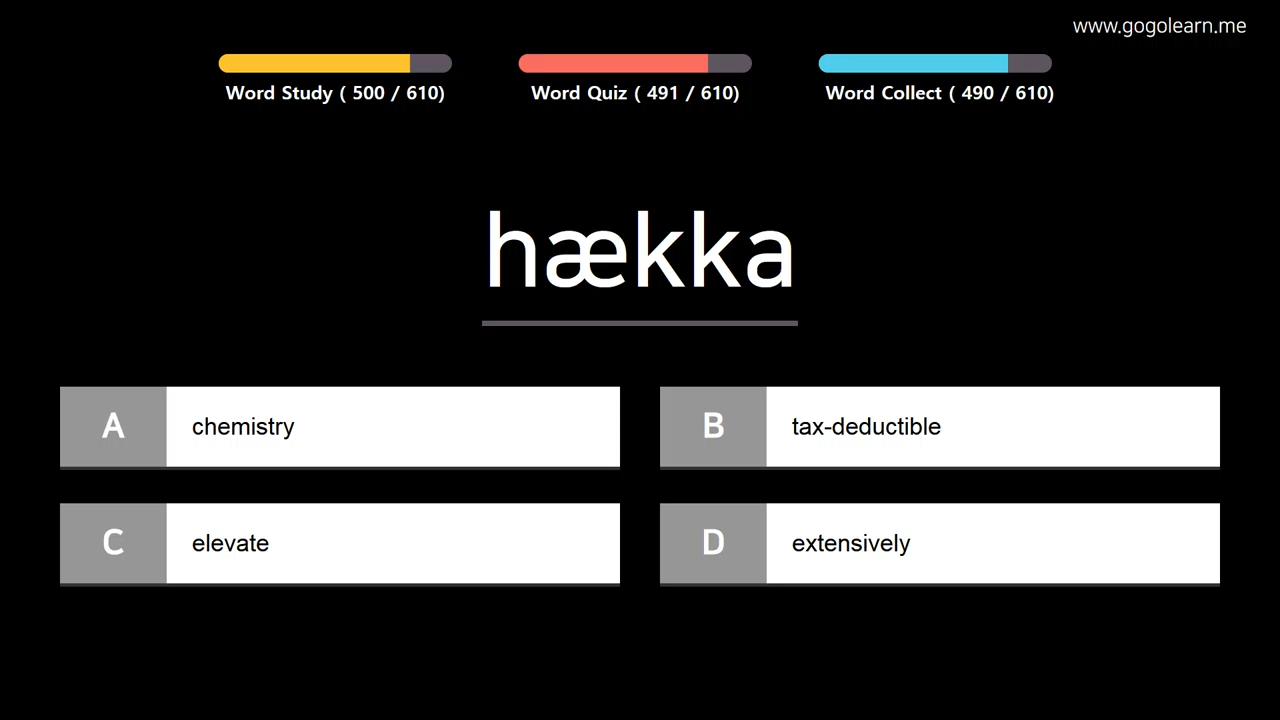 www.gogolearn.me
Word Study ( 500 / 610)
Word Quiz ( 491 / 610)
Word Collect ( 490 / 610)
hækka
A chemistry
B tax-deductible
C elevate
D extensively